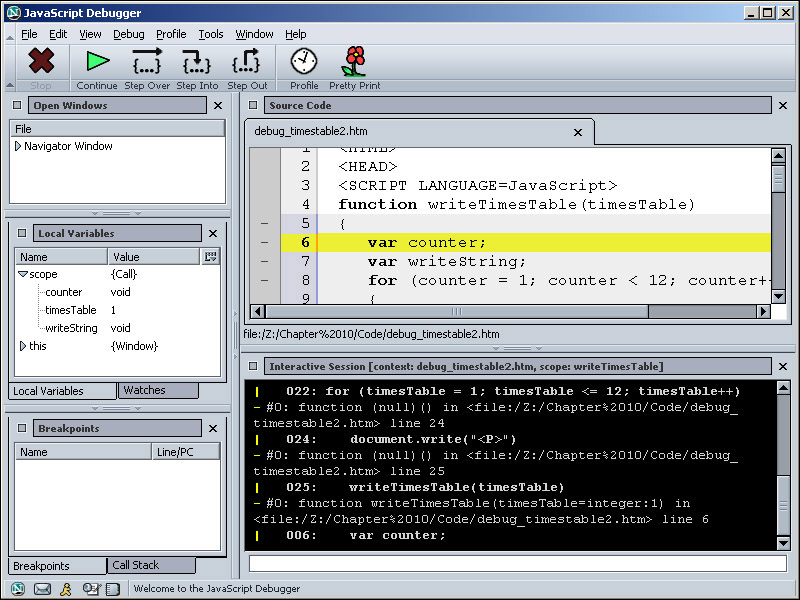 JavaScript Debugger
File Edit View Debug Profile Tools Window Help
Stop Continue Step Over Step Into Step Out Profile Pretty Print
Open Windows
File
Navigator Window
Local Variables
Name Value
scope {Call}
counter void
timesTable 1
writeString void
this {Window}
Local Variables Watches
Breakpoints
Name Line/PC
Breakpoints Call Stack
Source Code
debug_timestable2.htm
1 <HTML>
2 <HEAD>
3 <SCRIPT LANGUAGE=JavaScript>
4 function writeTimesTable(timesTable)
– 5 {
– 6 var counter;
– 7 var writeString;
– 8 for (counter = 1; counter < 12; counter+
9 {
file:/Z:/Chapter%2010/Code/debug_timestable2.htm
Interactive Session [context: debug_timestable2.htm, scope: writeTimesTable]
| 022: for (timesTable = 1; timesTable <= 12; timesTable++)
– #0: function (null)() in <file:/Z:/Chapter%2010/Code/debug_
timestable2.htm> line 24
| 024: document.write("<P>")
– #0: function (null)() in <file:/Z:/Chapter%2010/Code/debug_
timestable2.htm> line 25
| 025: writeTimesTable(timesTable)
– #0: function writeTimesTable(timesTable=integer:1) in
<file:/Z:/Chapter%2010/Code/debug_timestable2.htm> line 6
| 006: var counter;
Welcome to the JavaScript Debugger